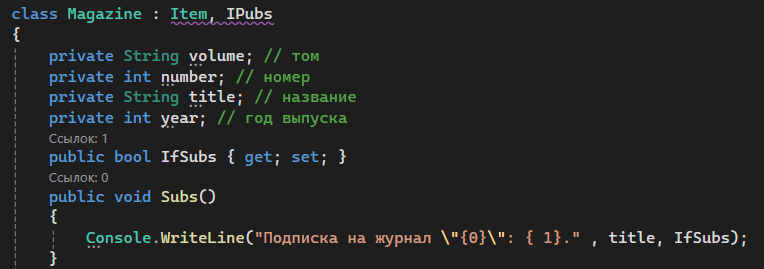 class Magazine : Item, IPubs
{
private String volume; // том
private int number; // номер
private String title; // название
private int year; // год выпуска
Ссылок: 1
public bool IfSubs { get; set; }
Ссылок: 0
public void Subs()
{
Console.WriteLine("Подписка на журнал \"{0}\": { 1}." , title, IfSubs);
}